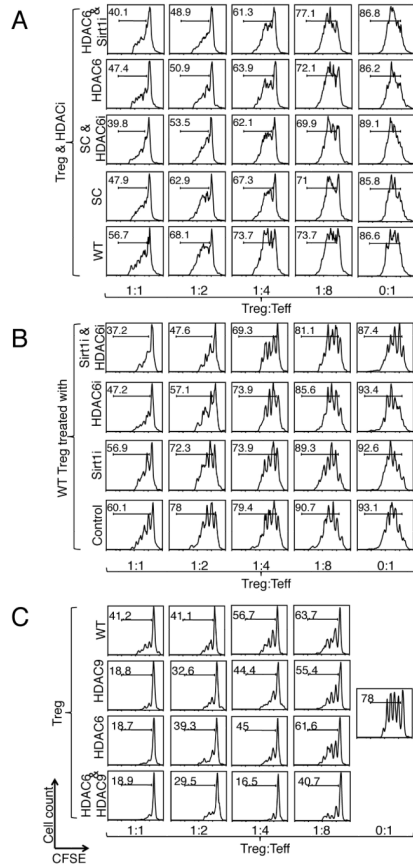 A
Treg & HDACi
HDAC6 & Sirt1i
40.1 48.9 61.3 77.1 86.8
HDAC6
47.4 50.9 63.9 72.1 86.2
SC & HDAC6i
39.8 53.5 62.1 69.9 89.1
SC
47.9 62.9 67.3 71 85.8
WT
56.7 68.1 73.7 73.7 86.6
1:1 1:2 1:4 1:8 0:1
Treg:Teff
B
WT Treg treated with
Sirt1i & HDAC6i
37.2 47.6 69.3 81.1 87.4
HDAC6i
47.2 57.1 73.9 85.6 93.4
Sirt1i
56.9 72.3 73.9 89.3 92.6
Control
60.1 78 79.4 90.7 93.1
1:1 1:2 1:4 1:8 0:1
Treg:Teff
C
Treg
WT
41.2 41.1 56.7 63.7
HDAC9
18.8 32.6 44.4 55.4
78
HDAC6
18.7 39.3 45 61.6
HDAC6 & HDAC9
18.9 29.5 16.5 40.7
Cell count
CFSE
1:1 1:2 1:4 1:8 0:1
Treg:Teff